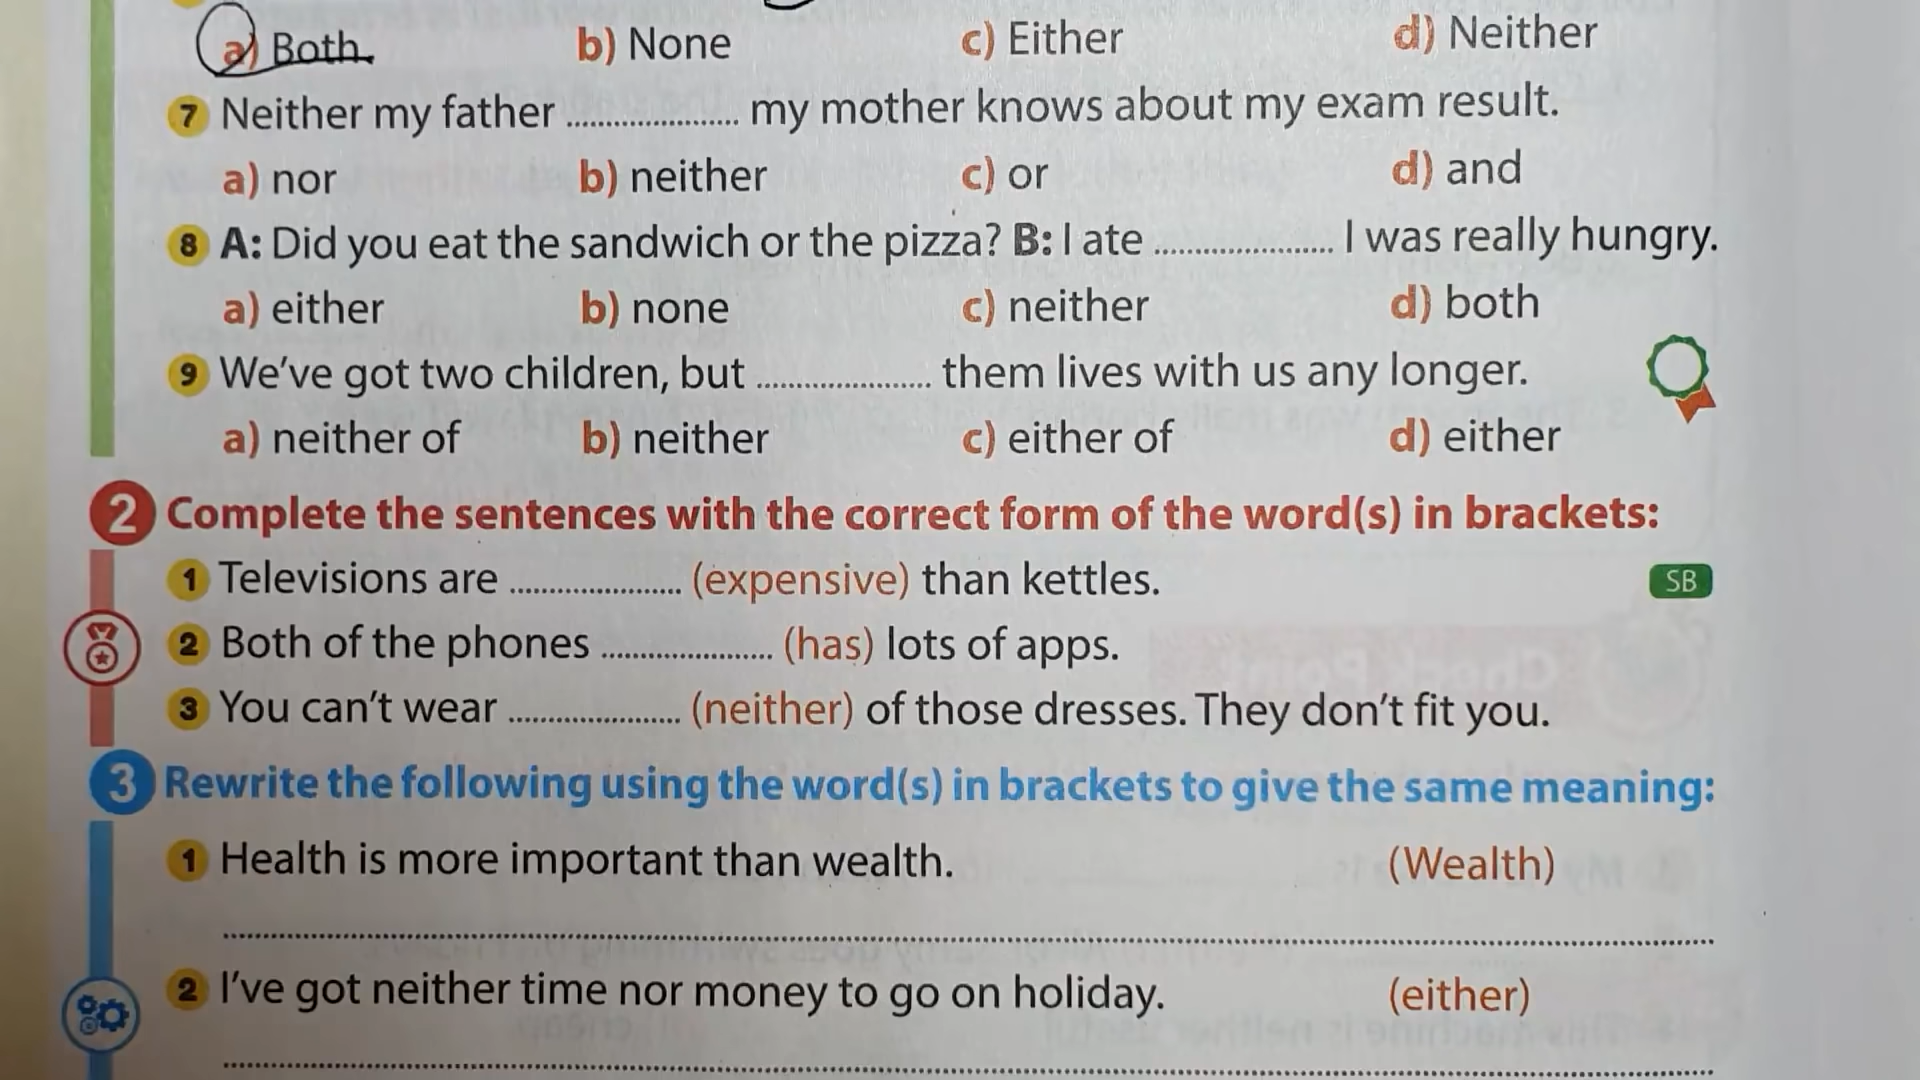 a) Both b) None c) Either d) Neither
7 Neither my father ..................... my mother knows about my exam result.
a) nor b) neither c) or d) and
8 A: Did you eat the sandwich or the pizza? B: I ate ..................... I was really hungry.
a) either b) none c) neither d) both
9 We've got two children, but ..................... them lives with us any longer.
a) neither of b) neither c) either of d) either
2 Complete the sentences with the correct form of the word(s) in brackets:
1 Televisions are ..................... (expensive) than kettles. SB
2 Both of the phones ..................... (has) lots of apps.
3 You can't wear ..................... (neither) of those dresses. They don't fit you.
3 Rewrite the following using the word(s) in brackets to give the same meaning:
1 Health is more important than wealth. (Wealth)
2 I've got neither time nor money to go on holiday. (either)